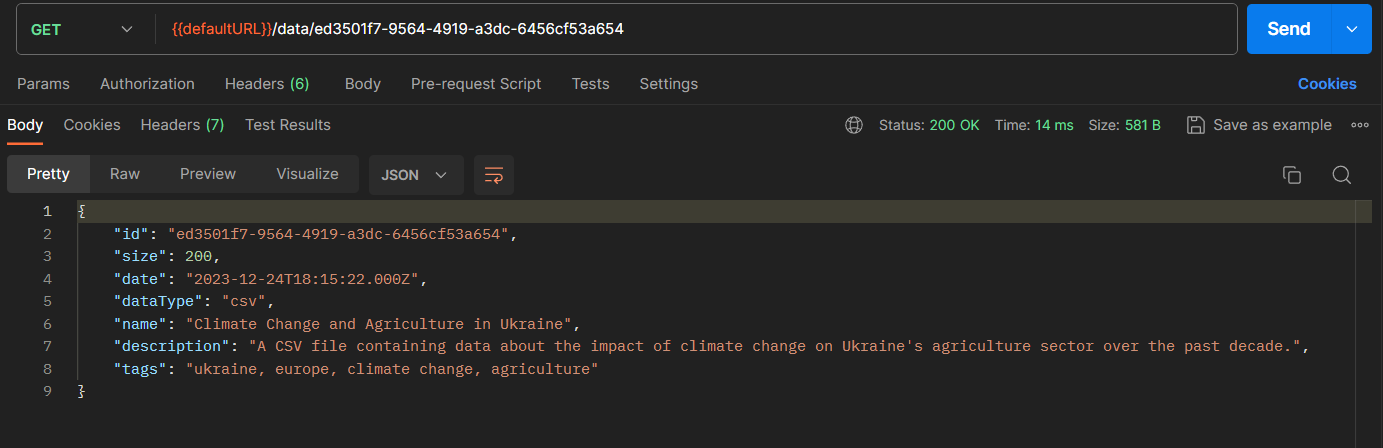 GET {{defaultURL}}/data/ed3501f7-9564-4919-a3dc-6456cf53a654 Send
Params Authorization Headers (6) Body Pre-request Script Tests Settings Cookies
Body Cookies Headers (7) Test Results Status: 200 OK Time: 14 ms Size: 581 B Save as example
Pretty Raw Preview Visualize JSON
1 {
2 "id": "ed3501f7-9564-4919-a3dc-6456cf53a654",
3 "size": 200,
4 "date": "2023-12-24T18:15:22.000Z",
5 "dataType": "csv",
6 "name": "Climate Change and Agriculture in Ukraine",
7 "description": "A CSV file containing data about the impact of climate change on Ukraine's agriculture sector over the past decade.",
8 "tags": "ukraine, europe, climate change, agriculture"
9 }